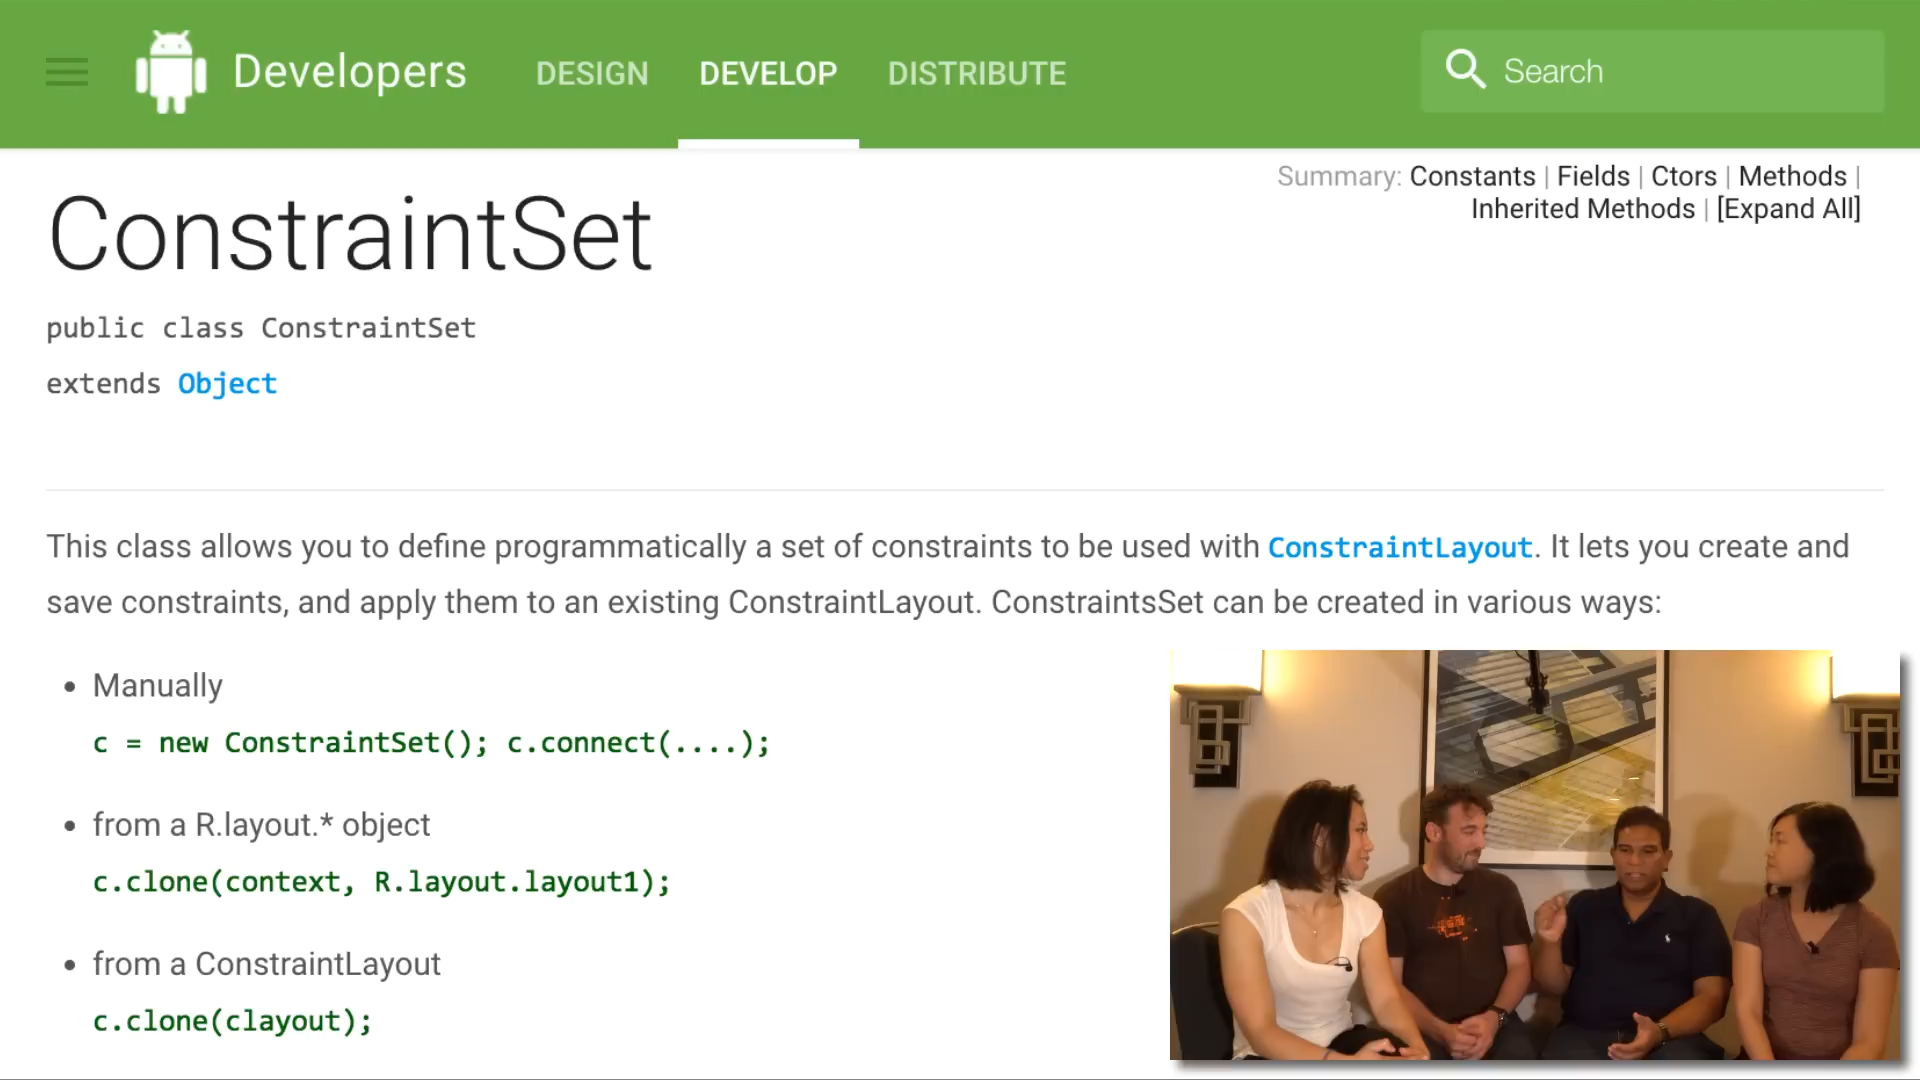 Developers DESIGN DEVELOP DISTRIBUTE Search
Summary: Constants | Fields | Ctors | Methods |
Inherited Methods | [Expand All]
ConstraintSet
public class ConstraintSet
extends Object
This class allows you to define programmatically a set of constraints to be used with ConstraintLayout. It lets you create and
save constraints, and apply them to an existing ConstraintLayout. ConstraintsSet can be created in various ways:
• Manually
c = new ConstraintSet(); c.connect(....);
• from a R.layout.* object
c.clone(context, R.layout.layout1);
• from a ConstraintLayout
c.clone(clayout);